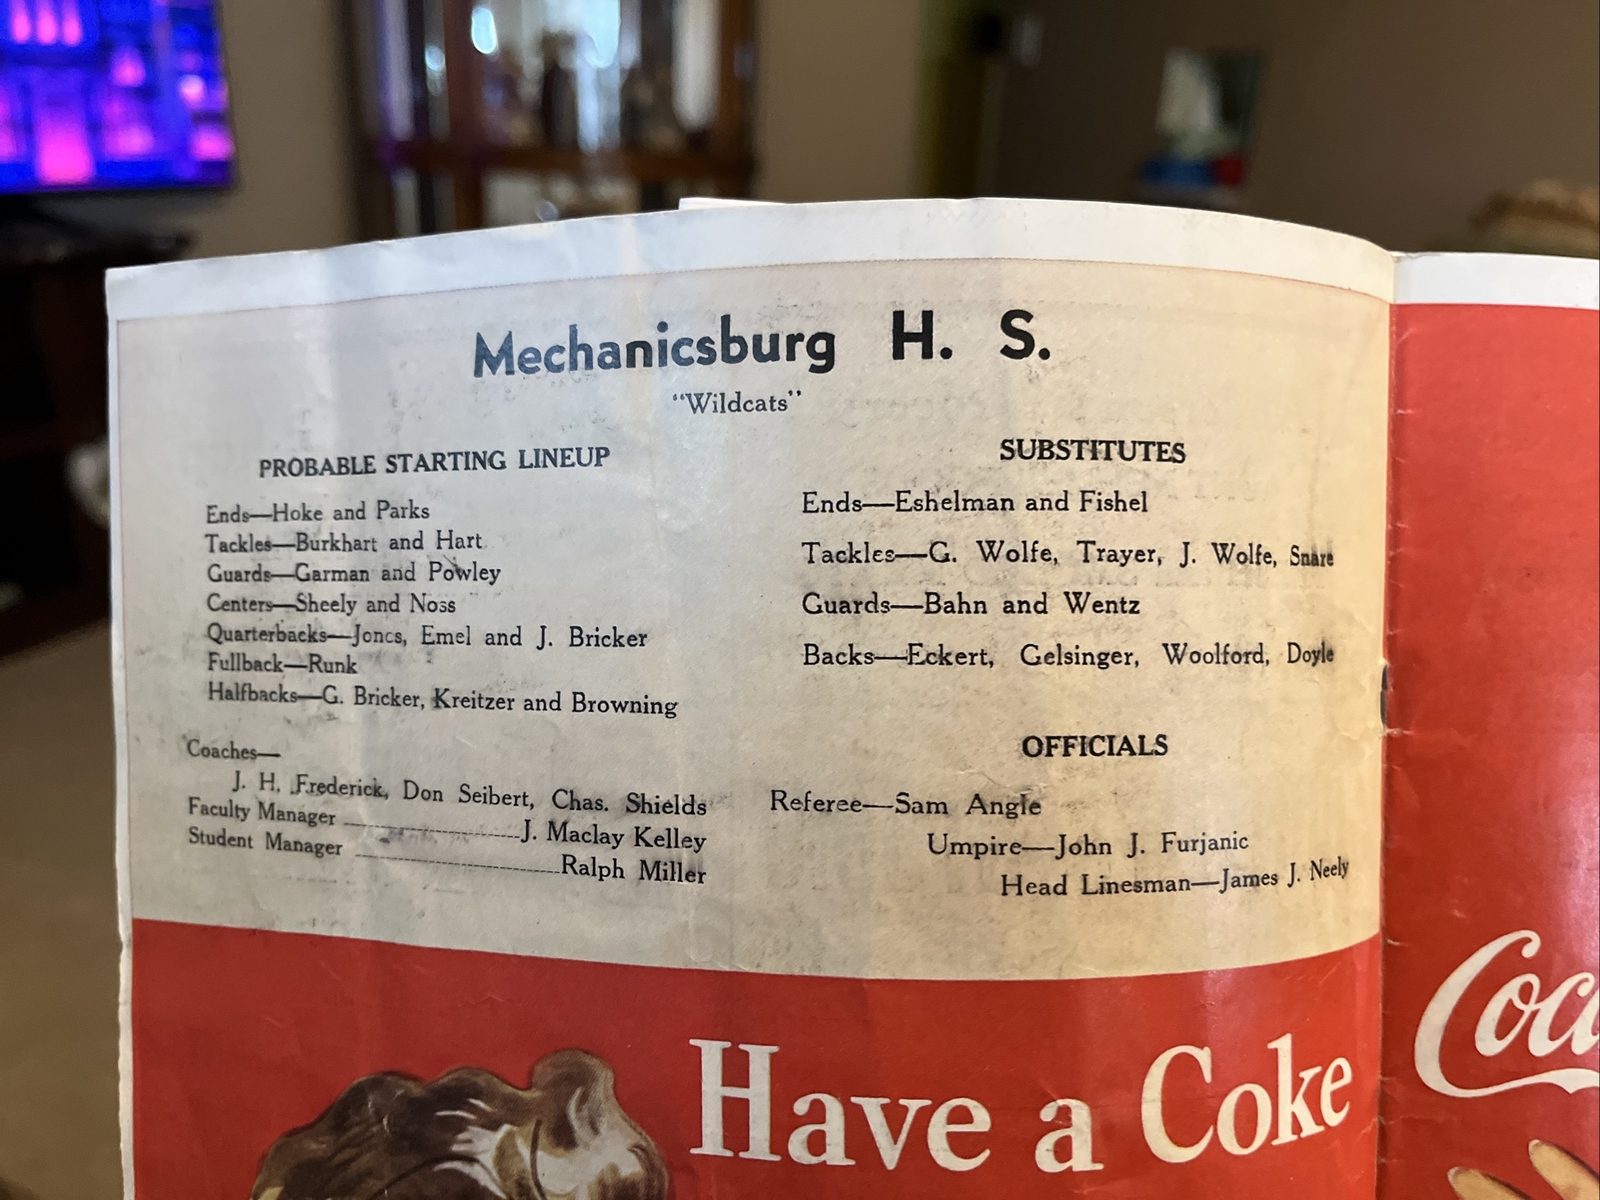 Mechanicsburg H. S.
“Wildcats”
PROBABLE STARTING LINEUP
Ends—Hoke and Parks
Tackles—Burkhart and Hart
Guards—Garman and Powley
Centers—Sheely and Noss
Quarterbacks—Jones, Emel and J. Bricker
Fullback—Runk
Halfbacks—G. Bricker, Kreitzer and Browning
Coaches—
J. H. Frederick, Don Seibert, Chas. Shields
Faculty Manager ---------- J. Maclay Kelley
Student Manager ---------- Ralph Miller
SUBSTITUTES
Ends—Eshelman and Fishel
Tackles—G. Wolfe, Trayer, J. Wolfe, Snare
Guards—Bahn and Wentz
Backs—Eckert, Gelsinger, Woolford, Doyle
OFFICIALS
Referee—Sam Angle
Umpire—John J. Furjanic
Head Linesman—James J. Neely
Have a Coke
Coca